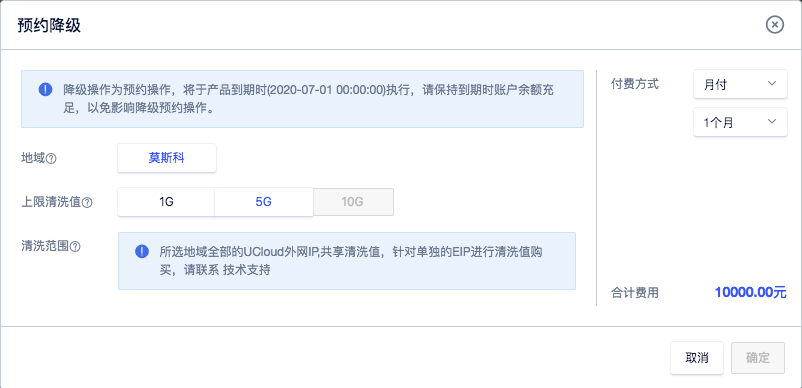 预约降级
降级操作为预约操作，将于产品到期时(2020-07-01 00:00:00)执行，请保持到期时账户余额充
足，以免影响降级预约操作。
地域
莫斯科
上限清洗值
1G
5G
10G
清洗范围
所选地域全部的UCloud外网IP,共享清洗值，针对单独的EIP进行清洗值购
买，请联系 技术支持
付费方式
月付
1个月
合计费用
10000.00元
取消
确定